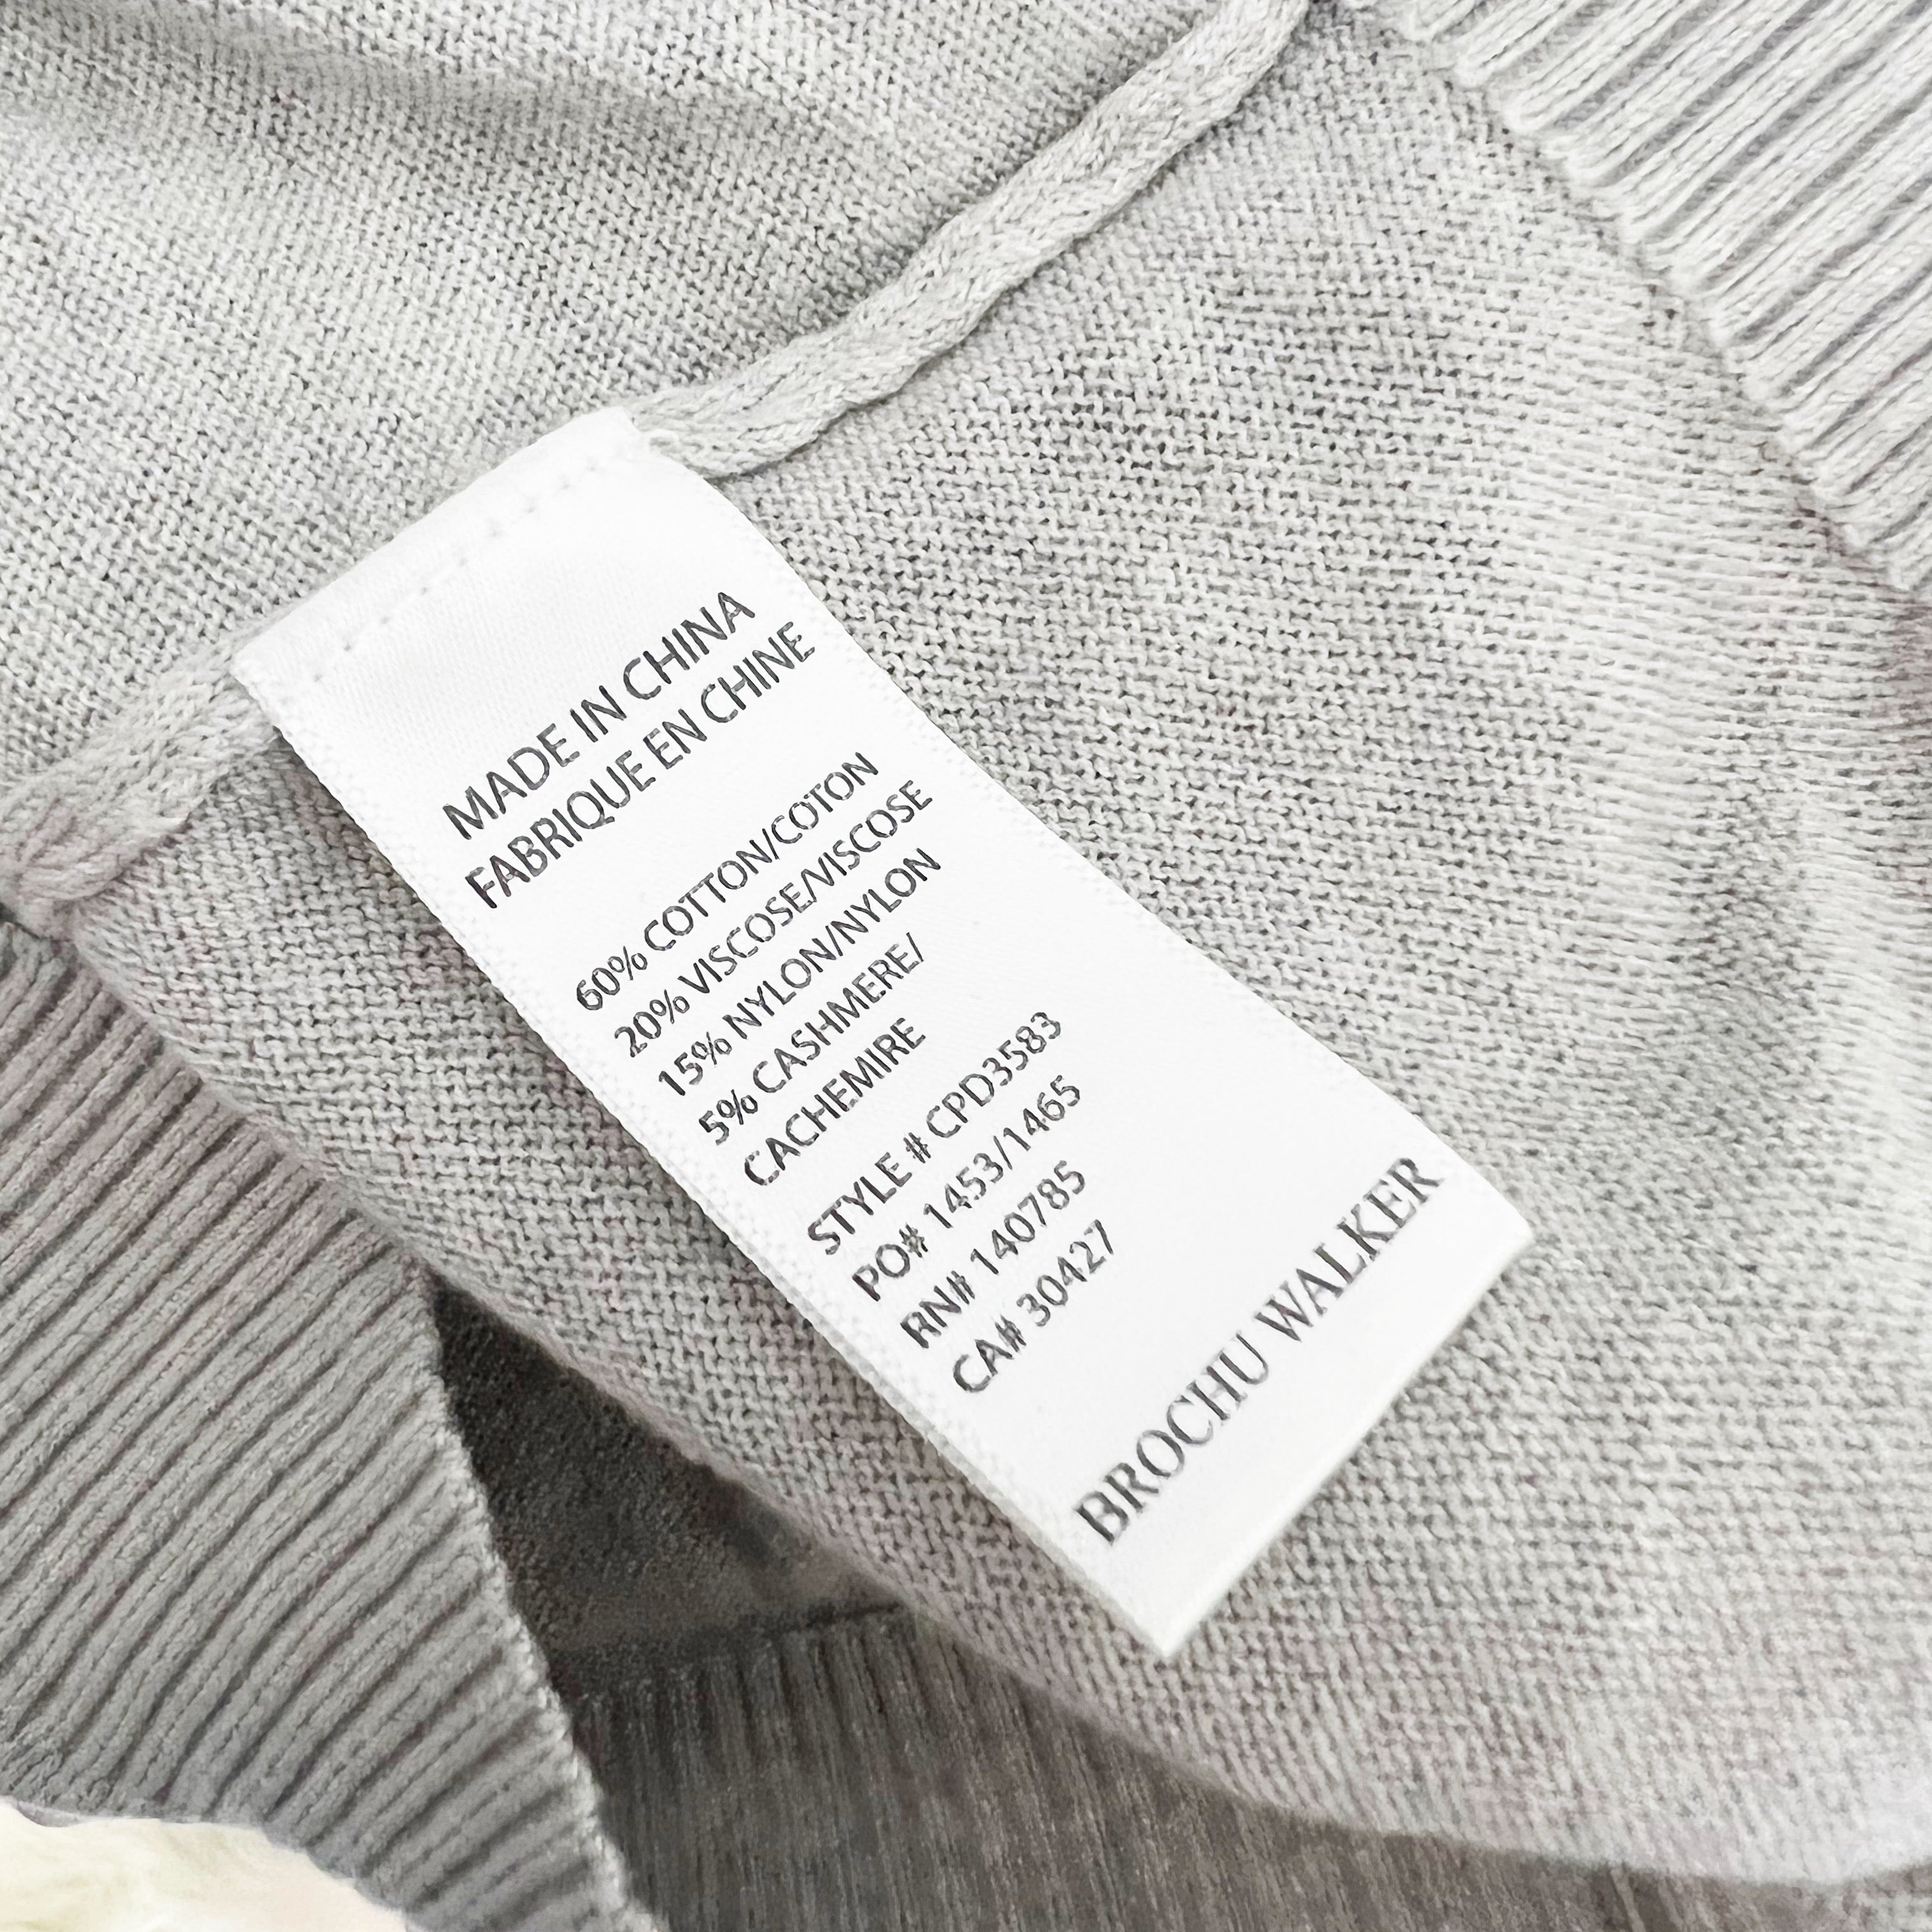 MADE IN CHINA
FABRIQUE EN CHINE
60% COTTON/COTON
20% VISCOSE/VISCOSE
15% NYLON/NYLON
5% CASHMERE/
CACHEMIRE
STYLE # CPD3583
PO# 1453/1465
RN# 140785
CA# 30427
BROCHU WALKER